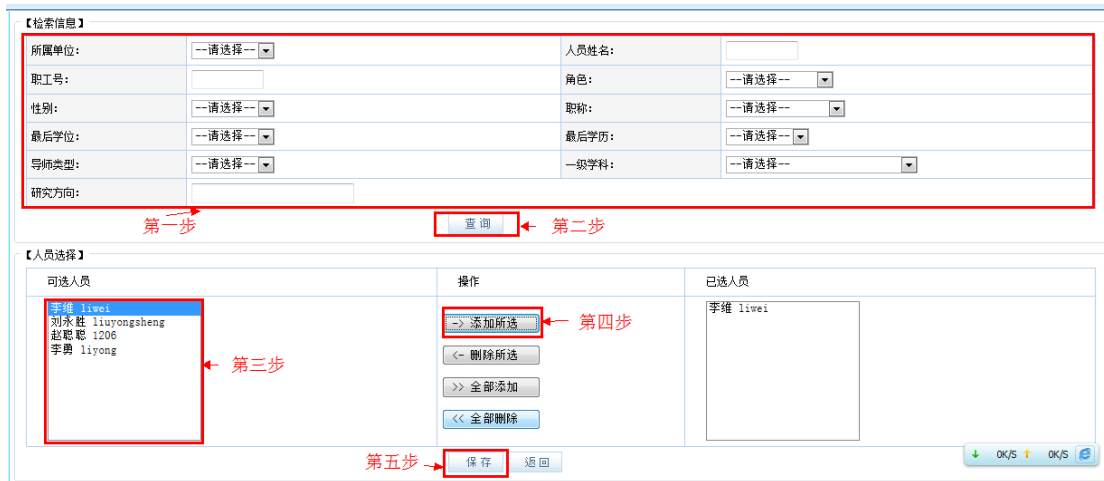 【检索信息】
所属单位: --请选择-- 人员姓名:
职工号: 角色: --请选择--
性别: --请选择-- 职称: --请选择--
最后学位: --请选择-- 最后学历: --请选择--
导师类型: --请选择-- 一级学科: --请选择--
研究方向:
第一步 查询 第二步
【人员选择】
可选人员 操作 已选人员
李维 liwei 李维 liwei
刘永胜 liuyongsheng -> 添加所选 第四步
赵聪聪 1206
李勇 liyong
<- 删除所选
第三步
>> 全部添加
<< 全部删除
第五步 保存 返回
↓ 0K/S ↑ 0K/S